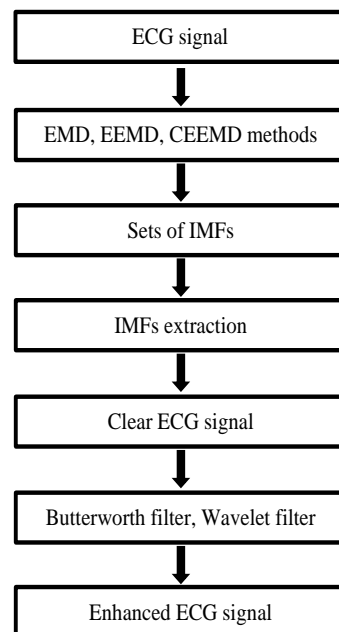 ECG signal
EMD, EEMD, CEEMD methods
Sets of IMFs
IMFs extraction
Clear ECG signal
Butterworth filter, Wavelet filter
Enhanced ECG signal